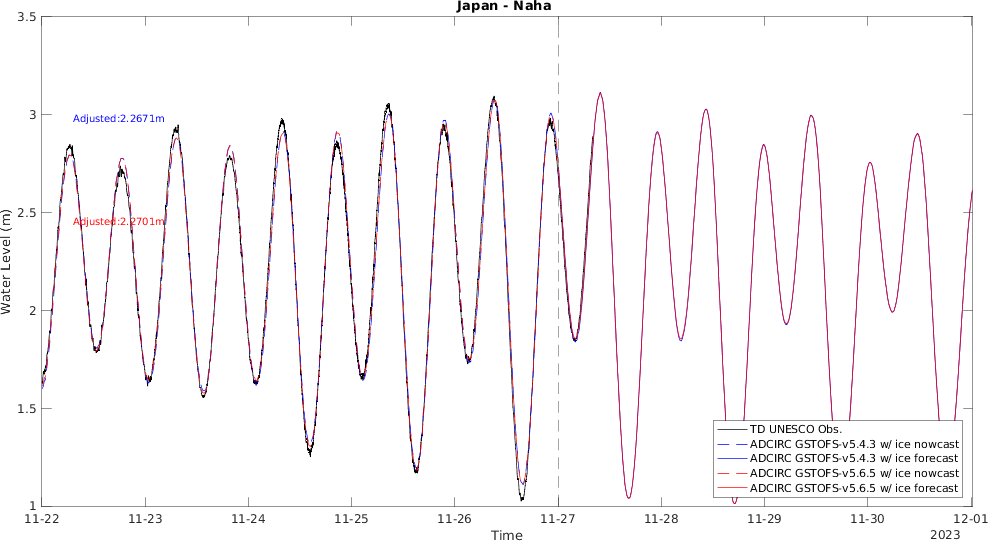 Japan - Naha
3.5
3
2.5
2
1.5
1
Water Level (m)
Adjusted:2.2671m
Adjusted:2.2701m
TD UNESCO Obs.
ADCIRC GSTOFS-v5.4.3 w/ ice nowcast
ADCIRC GSTOFS-v5.4.3 w/ ice forecast
ADCIRC GSTOFS-v5.6.5 w/ ice nowcast
ADCIRC GSTOFS-v5.6.5 w/ ice forecast
11-22 11-23 11-24 11-25 11-26 11-27 11-28 11-29 11-30 12-01
Time
2023